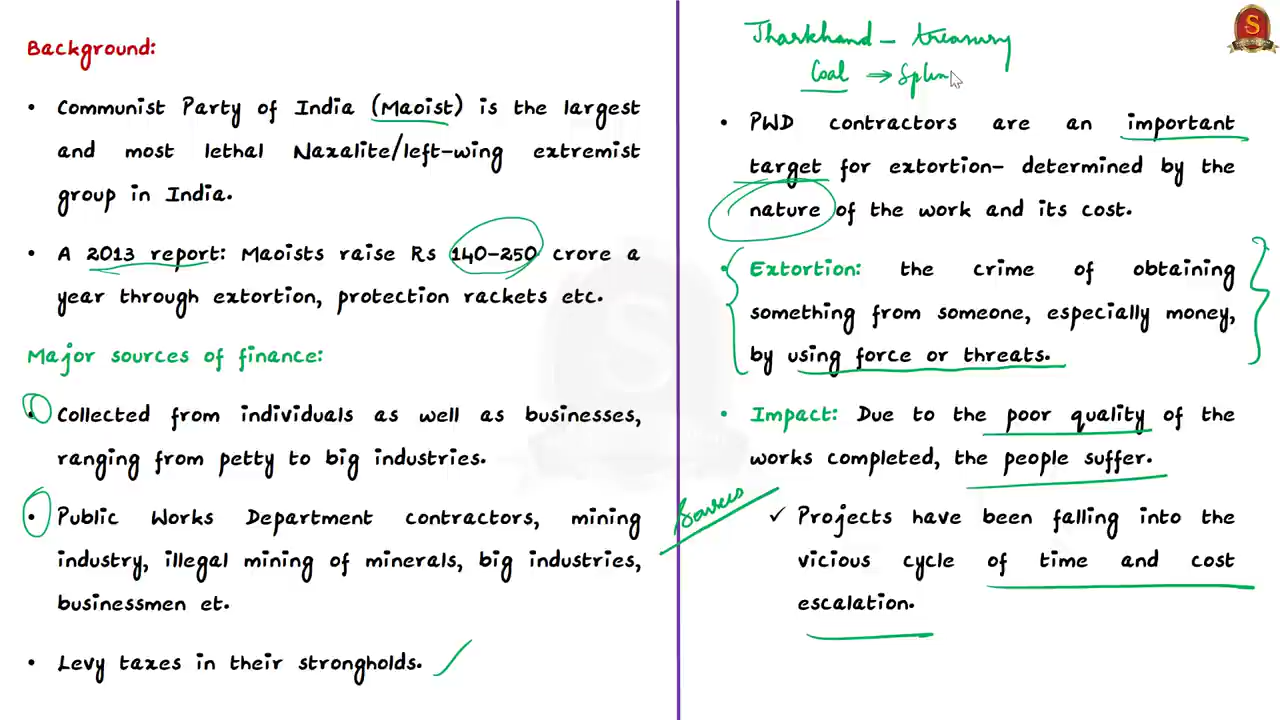 Background:
• Communist Party of India (Maoist) is the largest
and most lethal Naxalite/left-wing extremist
group in India.
• A 2013 report: Maoists raise Rs 140-250 crore a
year through extortion, protection rackets etc.
Major sources of finance:
• Collected from individuals as well as businesses,
ranging from petty to big industries.
• Public Works Department contractors, mining
industry, illegal mining of minerals, big industries,
businessmen et.
• Levy taxes in their strongholds.
Jharkhand - treasury
Coal → Splin
S
• PWD contractors are an important
target for extortion- determined by the
nature of the work and its cost.
• Extortion: the crime of obtaining
something from someone, especially money,
by using force or threats.
• Impact: Due to the poor quality of the
works completed, the people suffer.
Sources
✓ Projects have been falling into the
vicious cycle of time and cost
escalation.